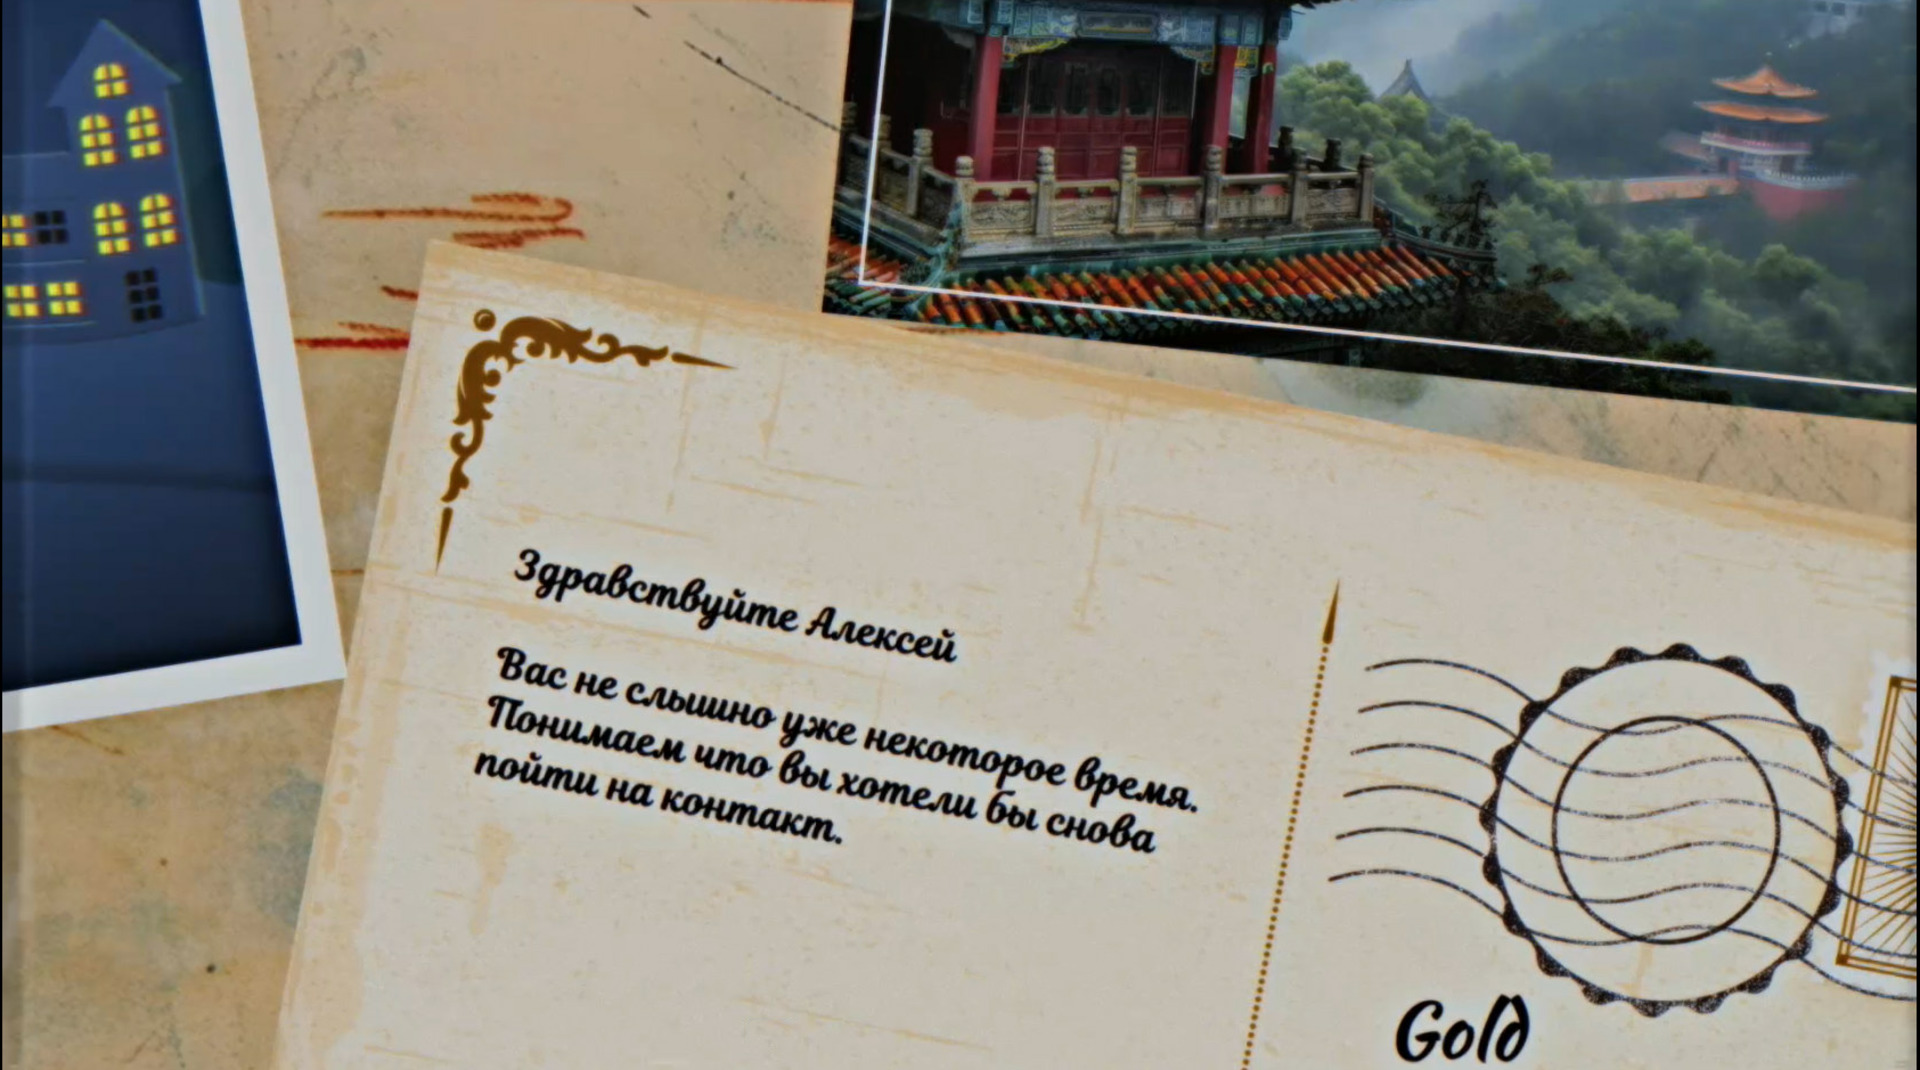 Здравствуйте Алексей
Вас не слышно уже некоторое время.
Понимаем что вы хотели бы снова
пойти на контакт.
Gold